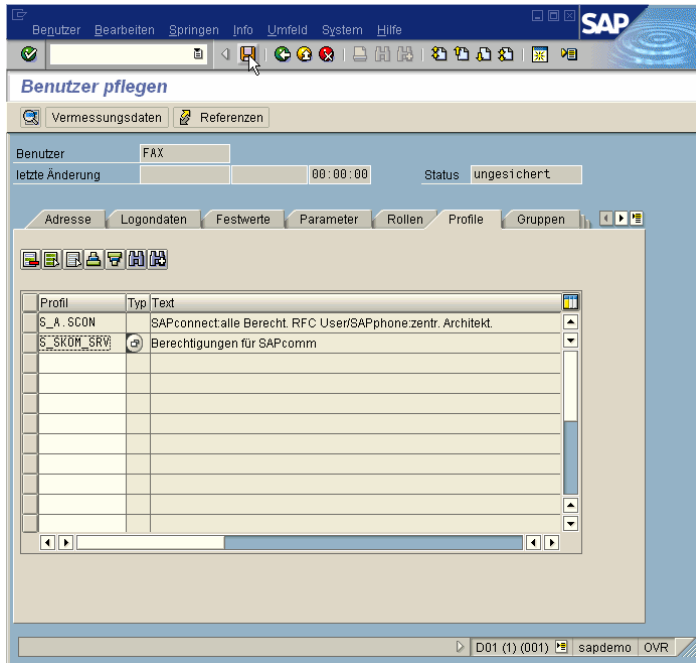 Benutzer Bearbeiten Springen Info Umfeld System Hilfe
SAP
Benutzer pflegen
Vermessungsdaten Referenzen
Benutzer FAX
letzte Änderung 00:00:00 Status ungesichert
Adresse Logondaten Festwerte Parameter Rollen Profile Gruppen
Profil Typ Text
S_A.SCON SAPconnect:alle Berecht. RFC User/SAPphone:zentr. Architekt.
S_SKOM_SRV Berechtigungen für SAPcomm
D01 (1) (001) sapdemo OVR